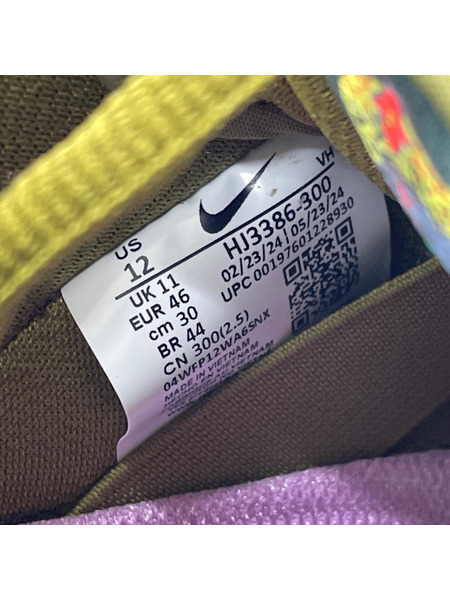 US
12
UK 11
EUR 46
cm 30
BR 44
CN 300(2.5)
04WFP12WA6SNX
MADE IN VIETNAM
VH
HJ3386-300
02/23/24 / 05/23/24
UPC 00197601228930